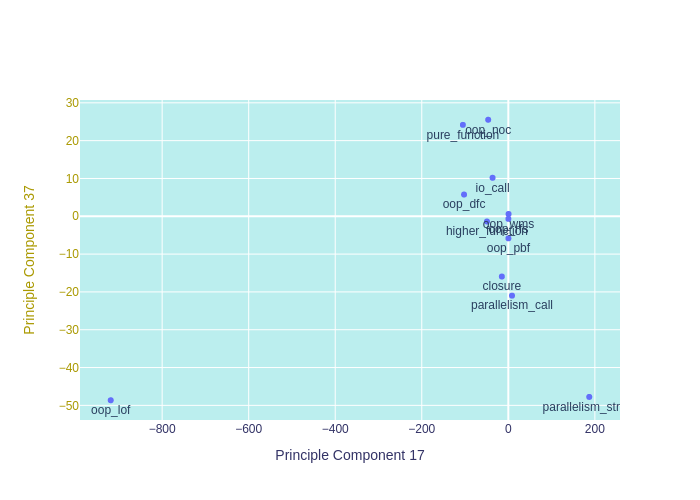 30
20
10
0
−10
−20
−30
−40
−50
Principle Component 37
pure_function
oop_noc
io_call
oop_dfc
oop_wms
higher_function
oop_pbf
closure
parallelism_call
oop_lof
parallelism_str
−800
−600
−400
−200
0
200
Principle Component 17